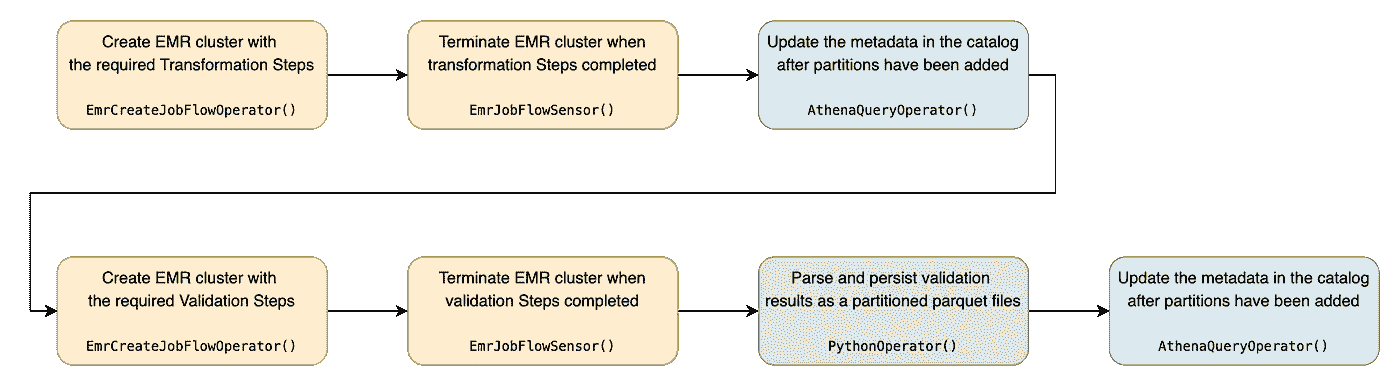 Create EMR cluster with
the required Transformation Steps
EmrCreateJobFlowOperator()
Terminate EMR cluster when
transformation Steps completed
EmrJobFlowSensor()
Update the metadata in the catalog
after partitions have been added
AthenaQueryOperator()
Create EMR cluster with
the required Validation Steps
EmrCreateJobFlowOperator()
Terminate EMR cluster when
validation Steps completed
EmrJobFlowSensor()
Parse and persist validation
results as a partitioned parquet files
PythonOperator()
Update the metadata in the catalog
after partitions have been added
AthenaQueryOperator()